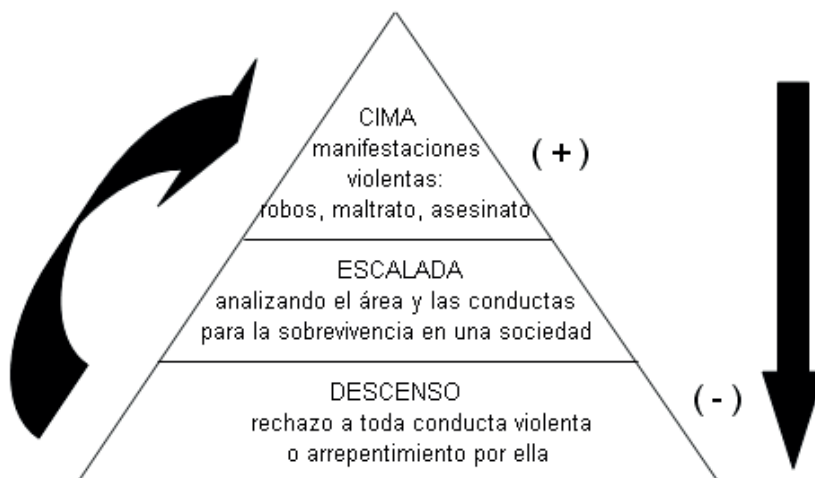 CIMA
manifestaciones
violentas:
robos, maltrato, asesinato
( + )
ESCALADA
analizando el área y las conductas
para la sobrevivencia en una sociedad
DESCENSO
rechazo a toda conducta violenta
o arrepentimiento por ella
( - )